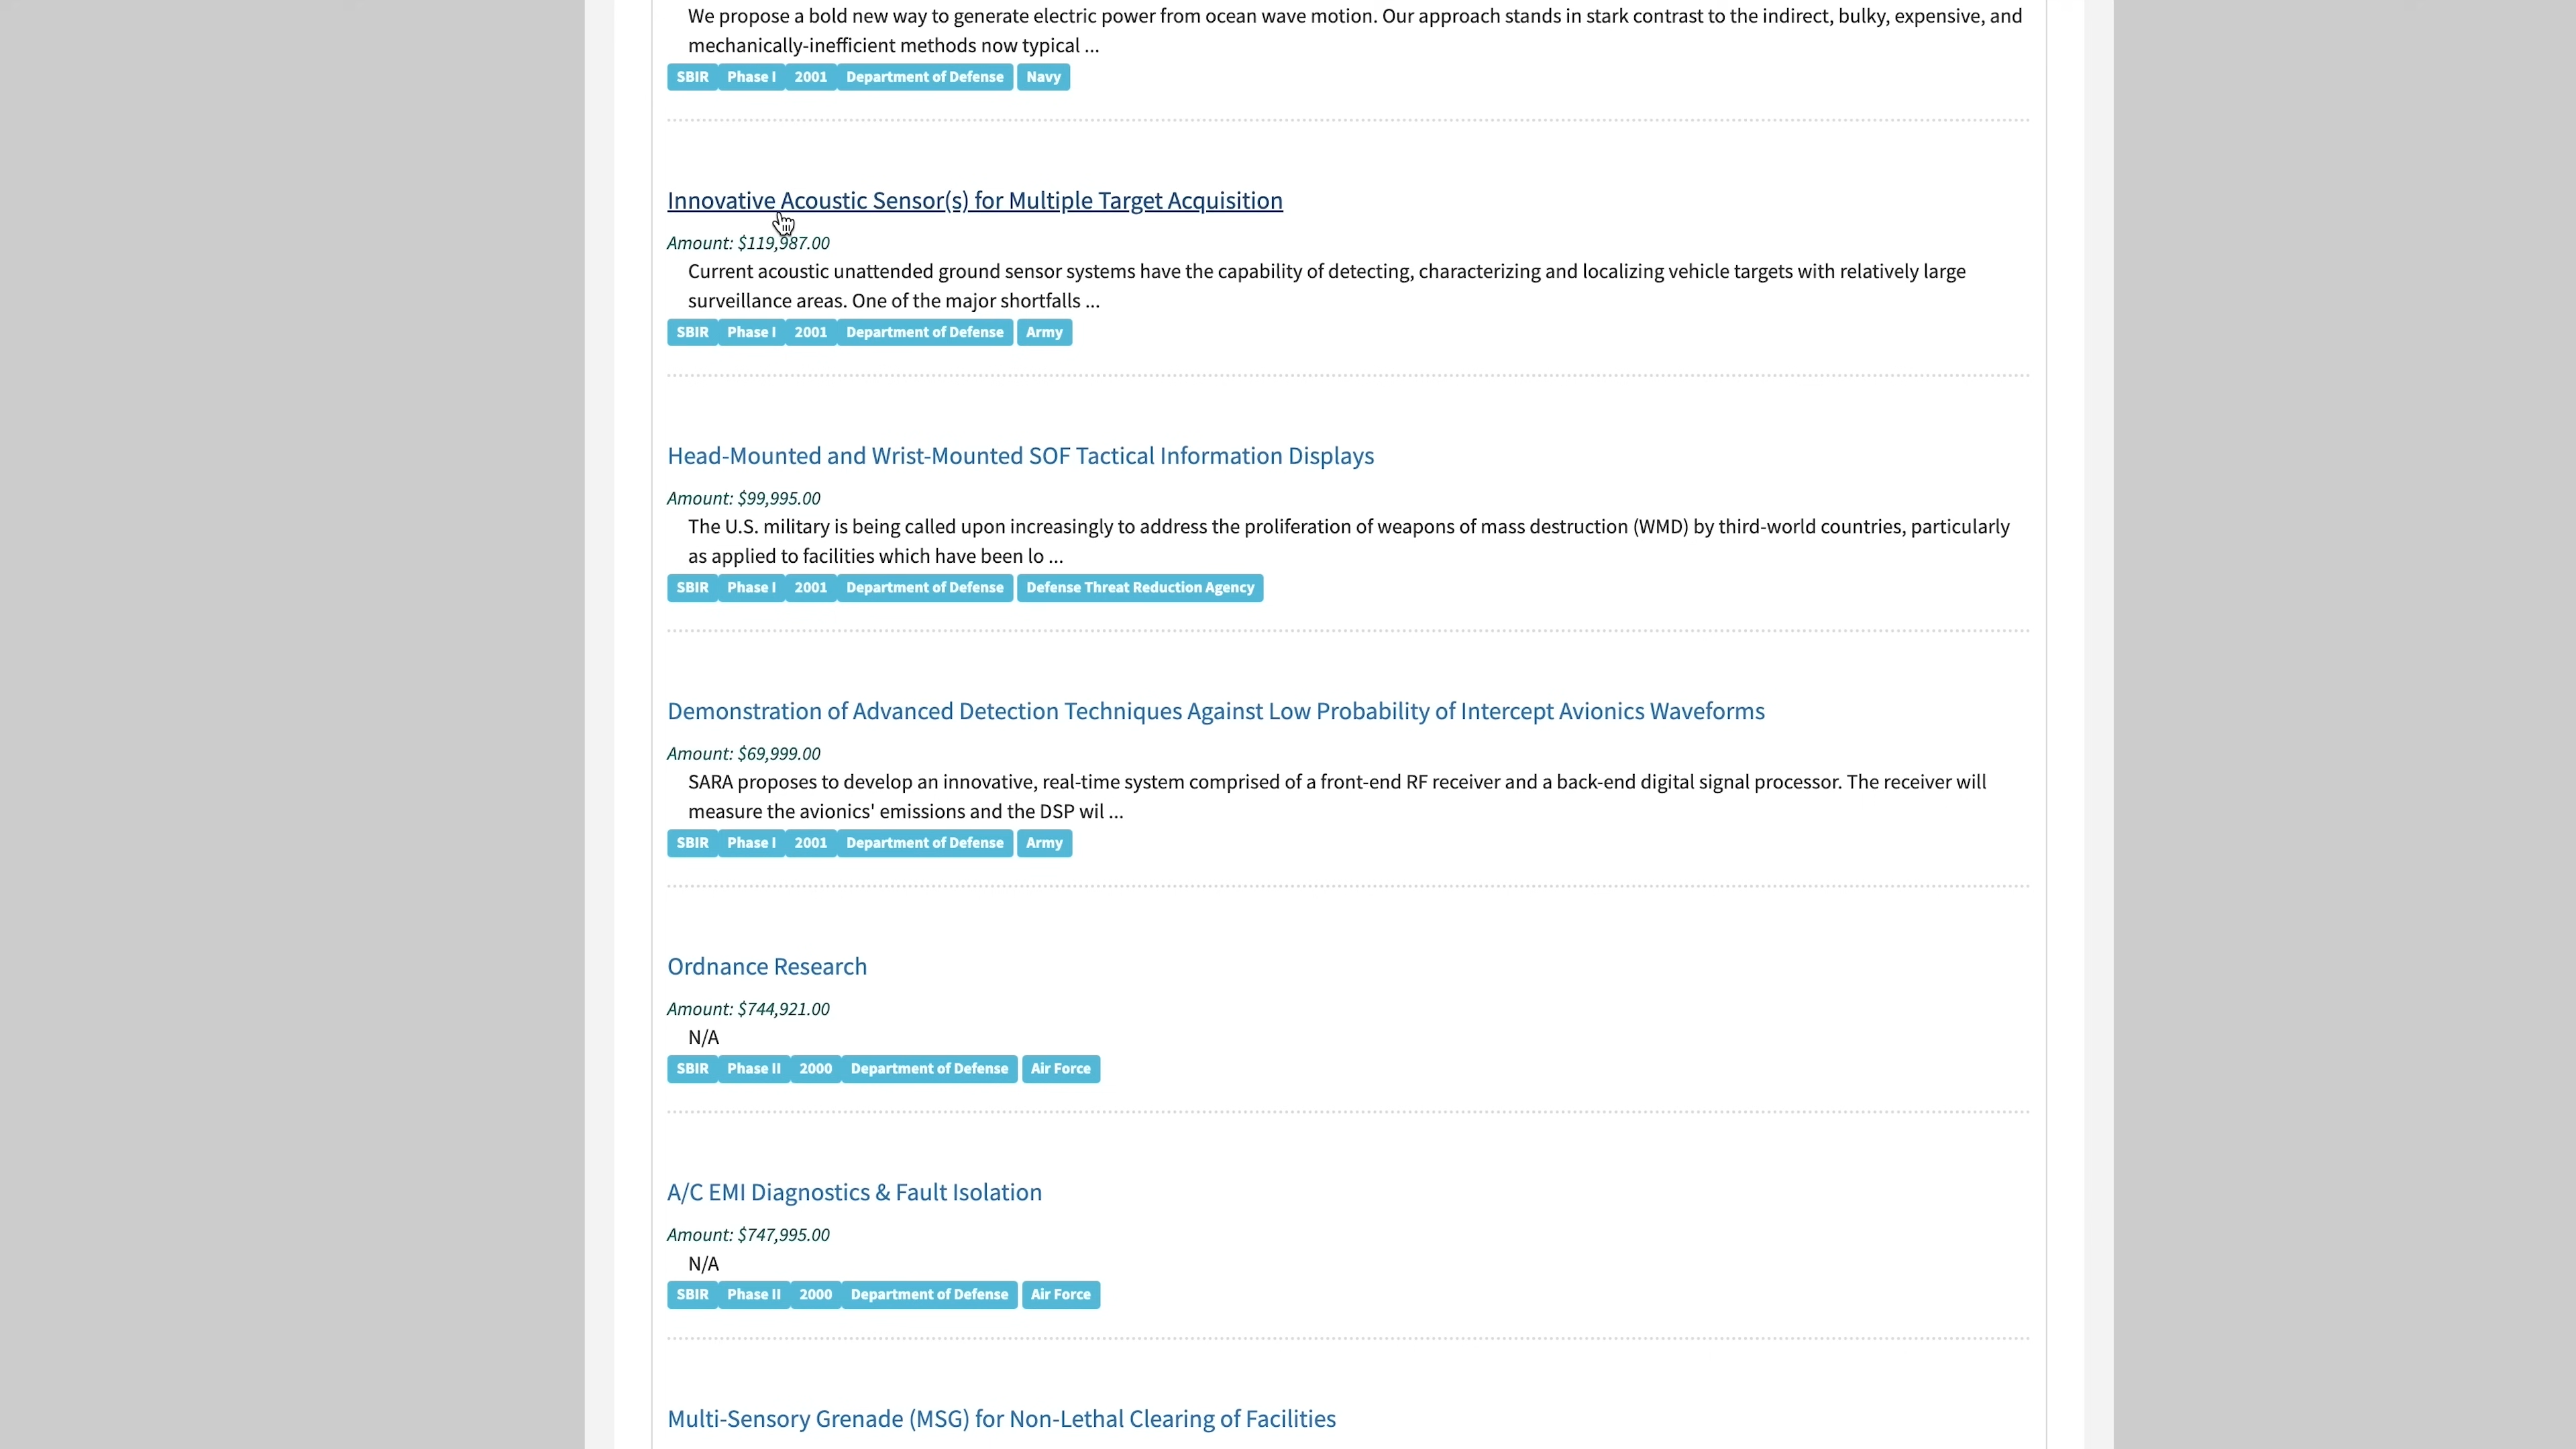 We propose a bold new way to generate electric power from ocean wave motion. Our approach stands in stark contrast to the indirect, bulky, expensive, and
mechanically-inefficient methods now typical ...
SBIR Phase I 2001 Department of Defense Navy
Innovative Acoustic Sensor(s) for Multiple Target Acquisition
Amount: $119,987.00
Current acoustic unattended ground sensor systems have the capability of detecting, characterizing and localizing vehicle targets with relatively large
surveillance areas. One of the major shortfalls ...
SBIR Phase I 2001 Department of Defense Army
Head-Mounted and Wrist-Mounted SOF Tactical Information Displays
Amount: $99,995.00
The U.S. military is being called upon increasingly to address the proliferation of weapons of mass destruction (WMD) by third-world countries, particularly
as applied to facilities which have been lo ...
SBIR Phase I 2001 Department of Defense Defense Threat Reduction Agency
Demonstration of Advanced Detection Techniques Against Low Probability of Intercept Avionics Waveforms
Amount: $69,999.00
SARA proposes to develop an innovative, real-time system comprised of a front-end RF receiver and a back-end digital signal processor. The receiver will
measure the avionics' emissions and the DSP wil ...
SBIR Phase I 2001 Department of Defense Army
Ordnance Research
Amount: $744,921.00
N/A
SBIR Phase II 2000 Department of Defense Air Force
A/C EMI Diagnostics & Fault Isolation
Amount: $747,995.00
N/A
SBIR Phase II 2000 Department of Defense Air Force
Multi-Sensory Grenade (MSG) for Non-Lethal Clearing of Facilities